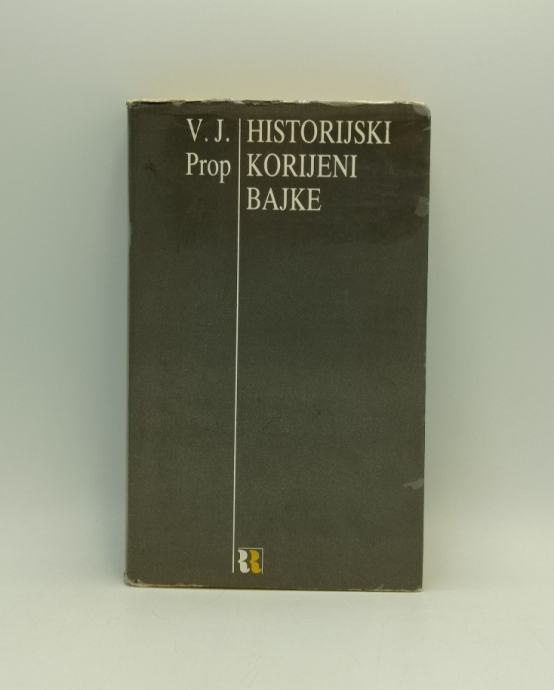 V. J.
Prop
HISTORIJSKI
KORIJENI
BAJKE